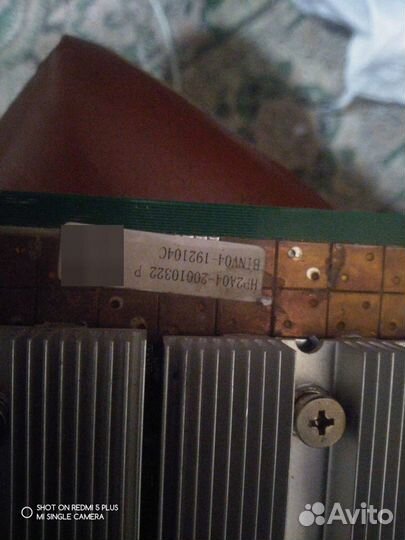 HP2A04-20010322 P
BINV04-192104C
SHOT ON REDMI 5 PLUS
MI SINGLE CAMERA
Avito